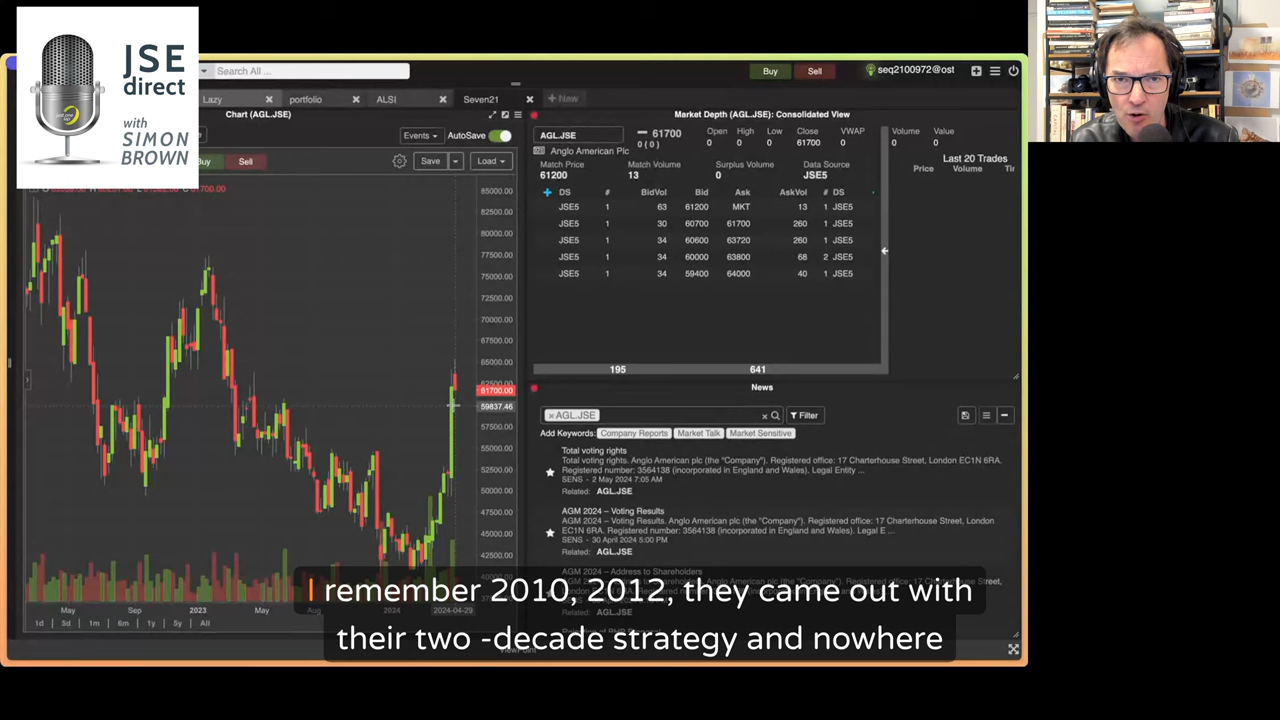 JSE
direct
with
SIMON
BROWN
Search All ...
Buy
Sell
seq2100972@ost
Lazy
portfolio
ALSI
Seven21
New
Chart (AGL.JSE)
Events
AutoSave
Buy
Sell
Save
Load
85000.00
82500.00
80000.00
77500.00
75000.00
72500.00
70000.00
67500.00
65000.00
62500.00
61700.00
59837.46
57500.00
55000.00
52500.00
50000.00
47500.00
45000.00
42500.00
May
Sep
2023
May
Aug
2024
2024-04-29
1d
5d
1m
6m
1y
5y
All
Market Depth (AGL.JSE): Consolidated View
AGL.JSE
61700
0 ( 0 )
Open High Low Close VWAP
0 0 0 61700 0
Volume Value
0 0
Anglo American Plc
Match Price Match Volume Surplus Volume Data Source
61200 13 0 JSE5
Last 20 Trades
Price Volume
DS # BidVol Bid Ask AskVol # DS
JSE5 1 63 61200 MKT 13 1 JSE5
JSE5 1 30 60700 61700 260 1 JSE5
JSE5 1 34 60600 63720 260 1 JSE5
JSE5 1 34 60000 63800 68 2 JSE5
JSE5 1 34 59400 64000 40 1 JSE5
195 641
News
AGL.JSE
Filter
Add Keywords: Company Reports Market Talk Market Sensitive
Total voting rights
Total voting rights. Anglo American plc (the "Company"). Registered office: 17 Charterhouse Street, London EC1N 6RA.
Registered number: 3564138 (incorporated in England and Wales). Legal Entity ...
SENS - 2 May 2024 7:05 AM
Related: AGL.JSE
AGM 2024 – Voting Results
AGM 2024 – Voting Results. Anglo American plc (the "Company"). Registered office: 17 Charterhouse Street, London
EC1N 6RA. Registered number: 3564138 (incorporated in England and Wales). Legal E ...
SENS - 30 April 2024 5:00 PM
Related: AGL.JSE
AGM 2024 – Address to Shareholders
I remember 2010, 2012, they came out with
their two -decade strategy and nowhere